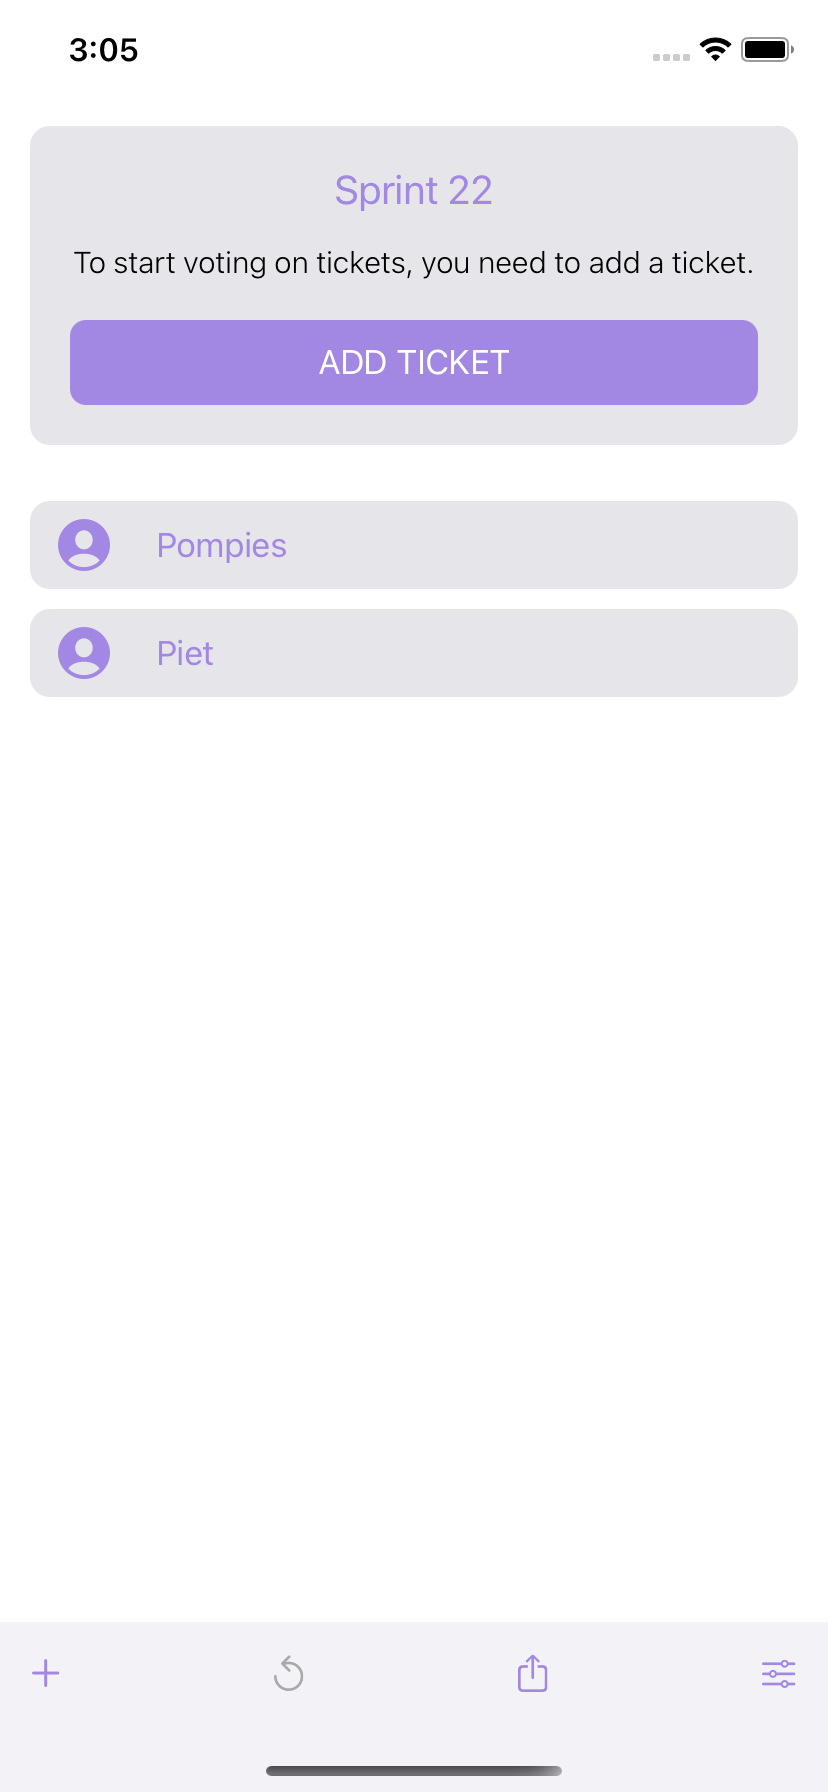 3:05
Sprint 22
To start voting on tickets, you need to add a ticket.
ADD TICKET
Pompies
Piet